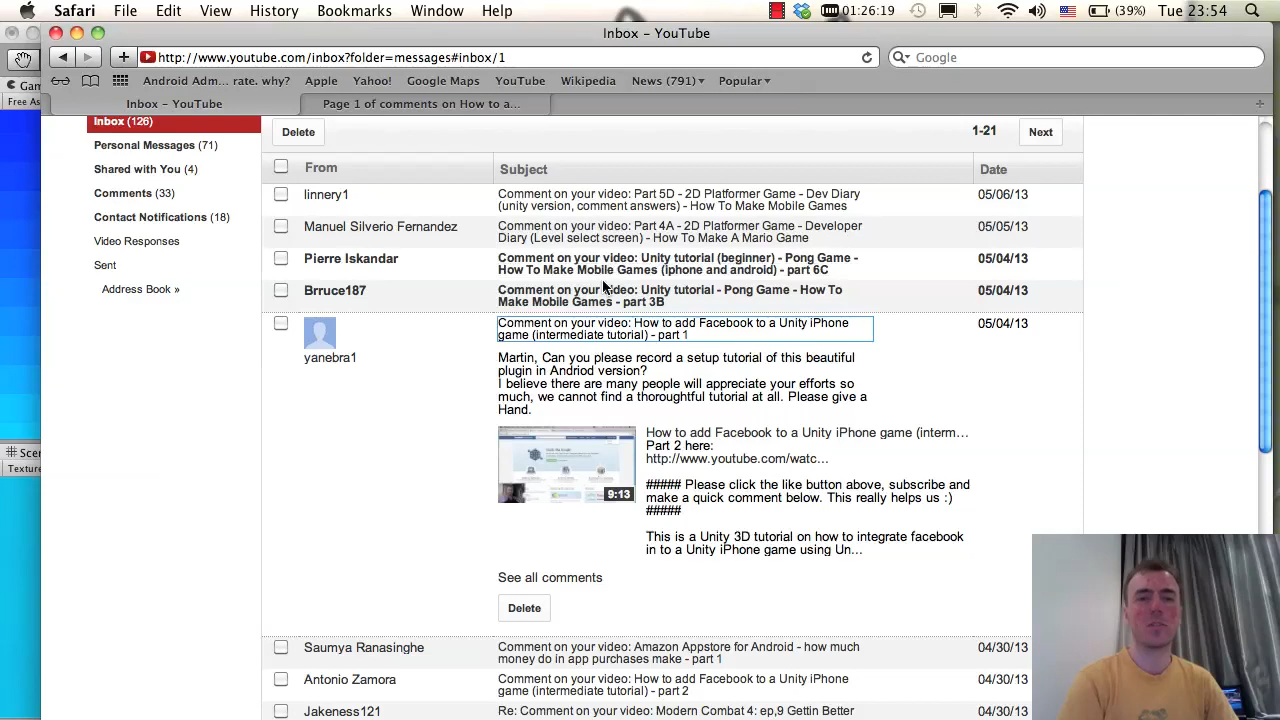 Safari File Edit View History Bookmarks Window Help 01:26:19 (39%) Tue 23:54
Inbox – YouTube
http://www.youtube.com/inbox?folder=messages#inbox/1 Google
Android Adm... rate. why? Apple Yahoo! Google Maps YouTube Wikipedia News (791) Popular
Inbox – YouTube Page 1 of comments on How to a...
Free As
Scen
Texture
Inbox (126)
Personal Messages (71)
Shared with You (4)
Comments (33)
Contact Notifications (18)
Video Responses
Sent
Address Book »
Delete 1-21 Next
From Subject Date
linnery1 Comment on your video: Part 5D - 2D Platformer Game - Dev Diary 05/06/13
(unity version, comment answers) - How To Make Mobile Games
Manuel Silverio Fernandez Comment on your video: Part 4A - 2D Platformer Game - Developer 05/05/13
Diary (Level select screen) - How To Make A Mario Game
Pierre Iskandar Comment on your video: Unity tutorial (beginner) - Pong Game - 05/04/13
How To Make Mobile Games (iphone and android) - part 6C
Brruce187 Comment on your video: Unity tutorial - Pong Game - How To 05/04/13
Make Mobile Games - part 3B
Comment on your video: How to add Facebook to a Unity iPhone 05/04/13
game (intermediate tutorial) - part 1
yanebra1
Martin, Can you please record a setup tutorial of this beautiful
plugin in Andriod version?
I believe there are many people will appreciate your efforts so
much, we cannot find a thoroughtful tutorial at all. Please give a
Hand.
9:13
How to add Facebook to a Unity iPhone game (interm...
Part 2 here:
http://www.youtube.com/watc...
##### Please click the like button above, subscribe and
make a quick comment below. This really helps us :)
#####
This is a Unity 3D tutorial on how to integrate facebook
in to a Unity iPhone game using Un...
See all comments
Delete
Saumya Ranasinghe Comment on your video: Amazon Appstore for Android - how much 04/30/13
money do in app purchases make - part 1
Antonio Zamora Comment on your video: How to add Facebook to a Unity iPhone 04/30/13
game (intermediate tutorial) - part 2
Jakeness121 Re: Comment on your video: Modern Combat 4: ep,9 Gettin Better 04/30/13